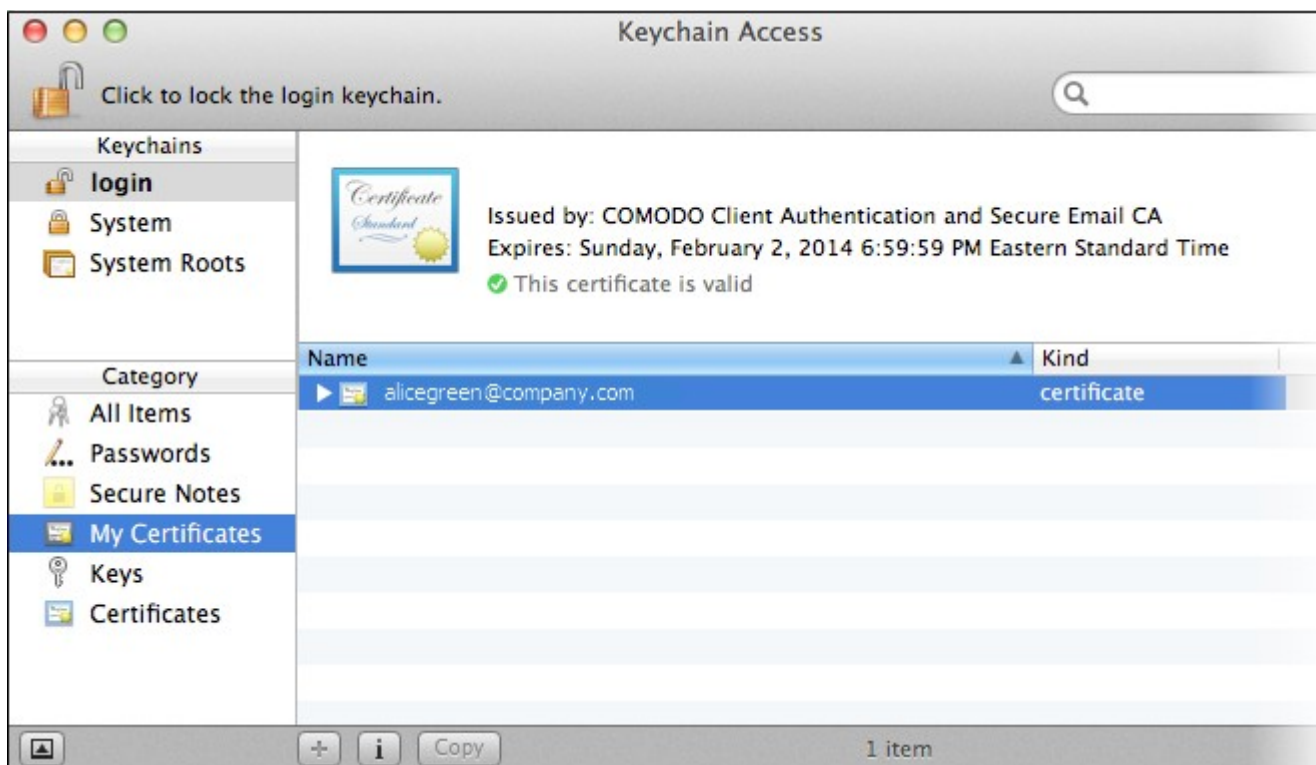 Keychain Access
Click to lock the login keychain.
Keychains
login
System
System Roots
Certificate
Standard
Issued by: COMODO Client Authentication and Secure Email CA
Expires: Sunday, February 2, 2014 6:59:59 PM Eastern Standard Time
This certificate is valid
Name
Kind
alicegreen@company.com
certificate
Category
All Items
Passwords
Secure Notes
My Certificates
Keys
Certificates
Copy
1 item